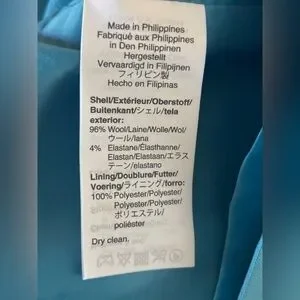 Made in Philippines
Fabriqué aux Philippines
in Den Philippinen
Hergestellt
Vervaardigd in Filipijnen
フィリピン製
Hecho en Filipinas
Shell/Extérieur/Oberstoff/
Buitenkant/シェル/tela
exterior:
96% Wool/Laine/Wolle/Wol/
ウール/lana
4% Elastane/Élasthanne/
Elastan/Elastaan/エラス
テーン/elastano
Lining/Doublure/Futter/
Voering/ライニング/forro:
100% Polyester/Polyester/
Polyester/Polyester/
ポリエステル/
poliéster
Dry clean.